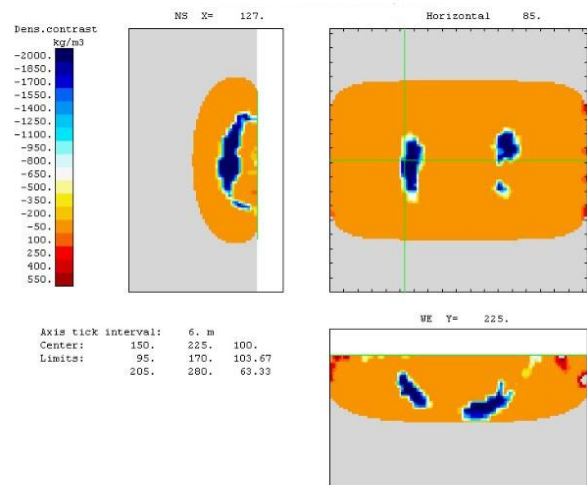 NS X= 127.
Horizontal 85.
Dens.contrast
kg/m3
-2000.
-1850.
-1700.
-1550.
-1400.
-1250.
-1100.
-950.
-800.
-650.
-500.
-350.
-200.
-50.
100.
250.
400.
550.
WE Y= 225.
Axis tick interval: 6. m
Center: 150. 225. 100.
Limits: 95. 170. 103.67
205. 280. 63.33